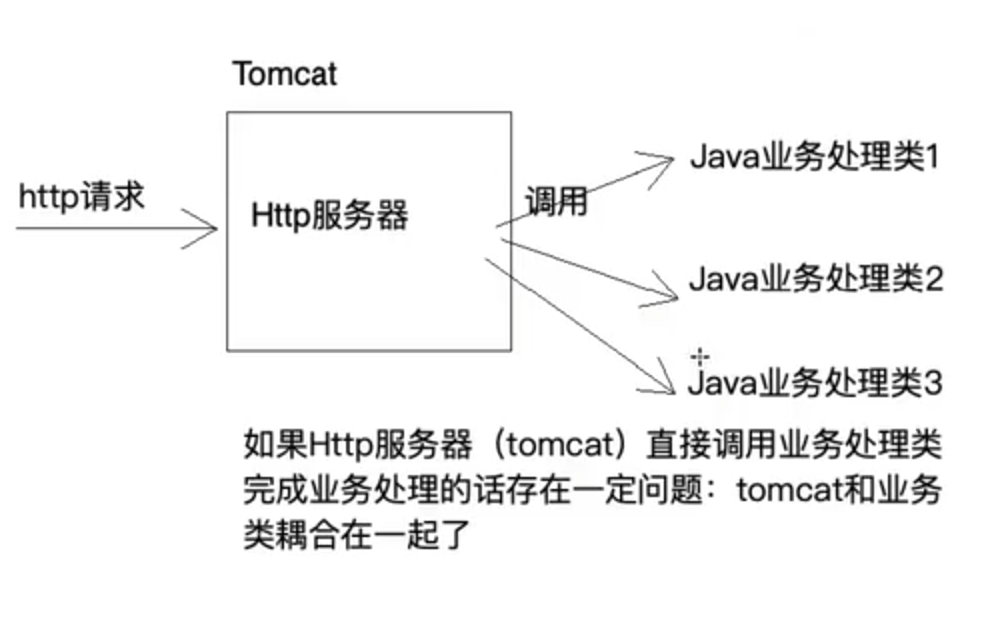 Tomcat
http请求
Http服务器
调用
Java业务处理类1
Java业务处理类2
Java业务处理类3
如果Http服务器（tomcat）直接调用业务处理类
完成业务处理的话存在一定问题：tomcat和业务
类耦合在一起了